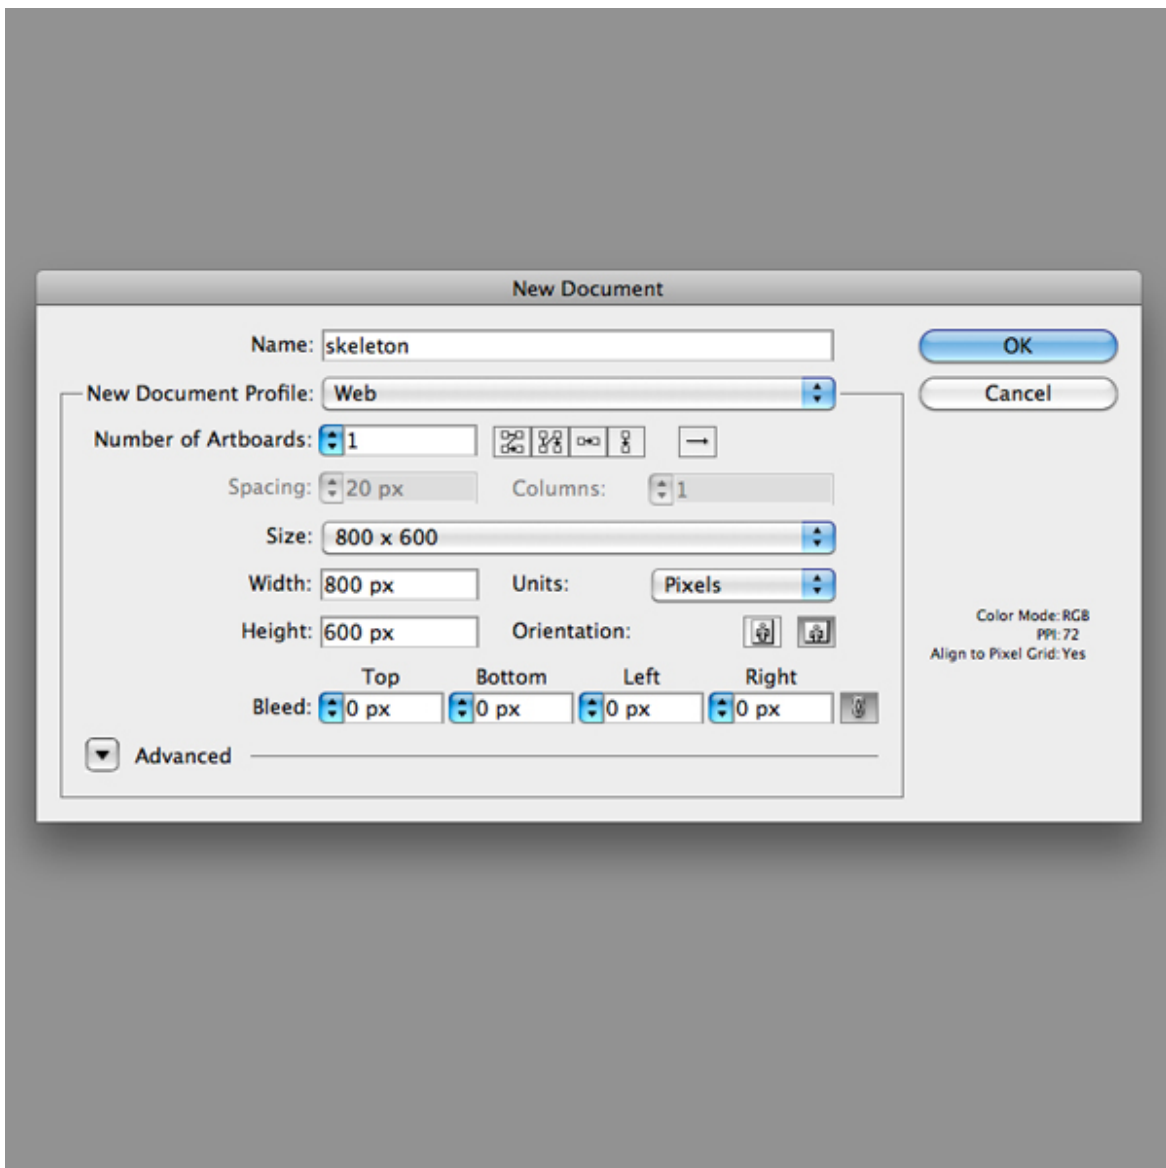 New Document
Name: skeleton
OK
New Document Profile: Web
Cancel
Number of Artboards: 1
Spacing: 20 px Columns: 1
Size: 800 x 600
Width: 800 px Units: Pixels
Height: 600 px Orientation:
Color Mode: RGB
PPI: 72
Align to Pixel Grid: Yes
Top Bottom Left Right
Bleed: 0 px 0 px 0 px 0 px
Advanced